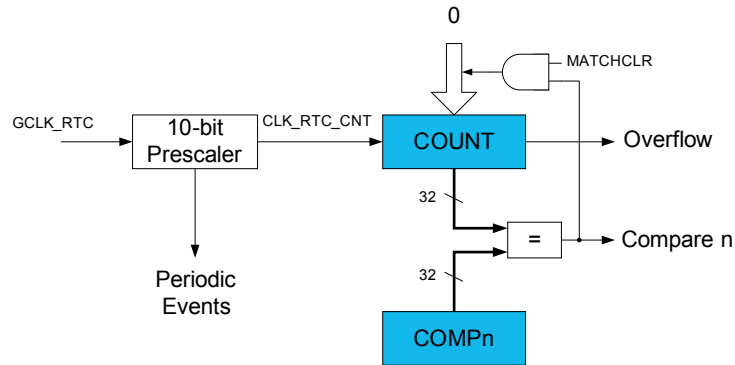 0
MATCHCLR
GCLK_RTC
10-bit
Prescaler
CLK_RTC_CNT
COUNT
Overflow
32
=
Compare n
32
Periodic
Events
COMPn